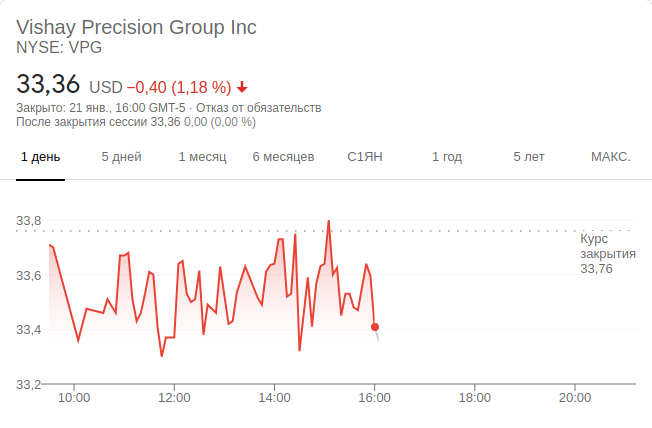 Vishay Precision Group Inc
NYSE: VPG
33,36 USD −0,40 (1,18 %)
Закрыто: 21 янв., 16:00 GMT-5 · Отказ от обязательств
После закрытия сессии 33,36 0,00 (0,00 %)
1 день 5 дней 1 месяц 6 месяцев С1ЯН 1 год 5 лет МАКС.
33,8
Курс
закрытия
33,76
33,6
33,4
33,2
10:00 12:00 14:00 16:00 18:00 20:00